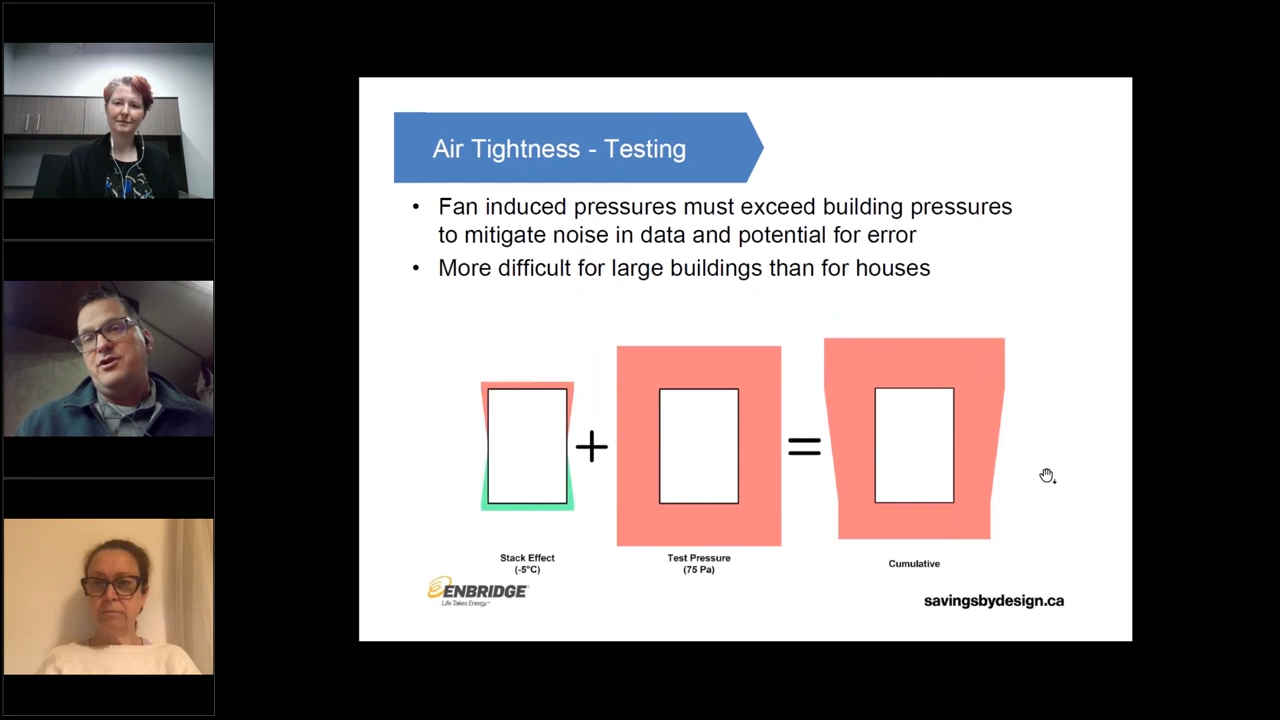 Air Tightness - Testing
• Fan induced pressures must exceed building pressures
to mitigate noise in data and potential for error
• More difficult for large buildings than for houses
+
=
Stack Effect
(-5°C)
Test Pressure
(75 Pa)
Cumulative
ENBRIDGE
Life Takes Energy™
savingsbydesign.ca